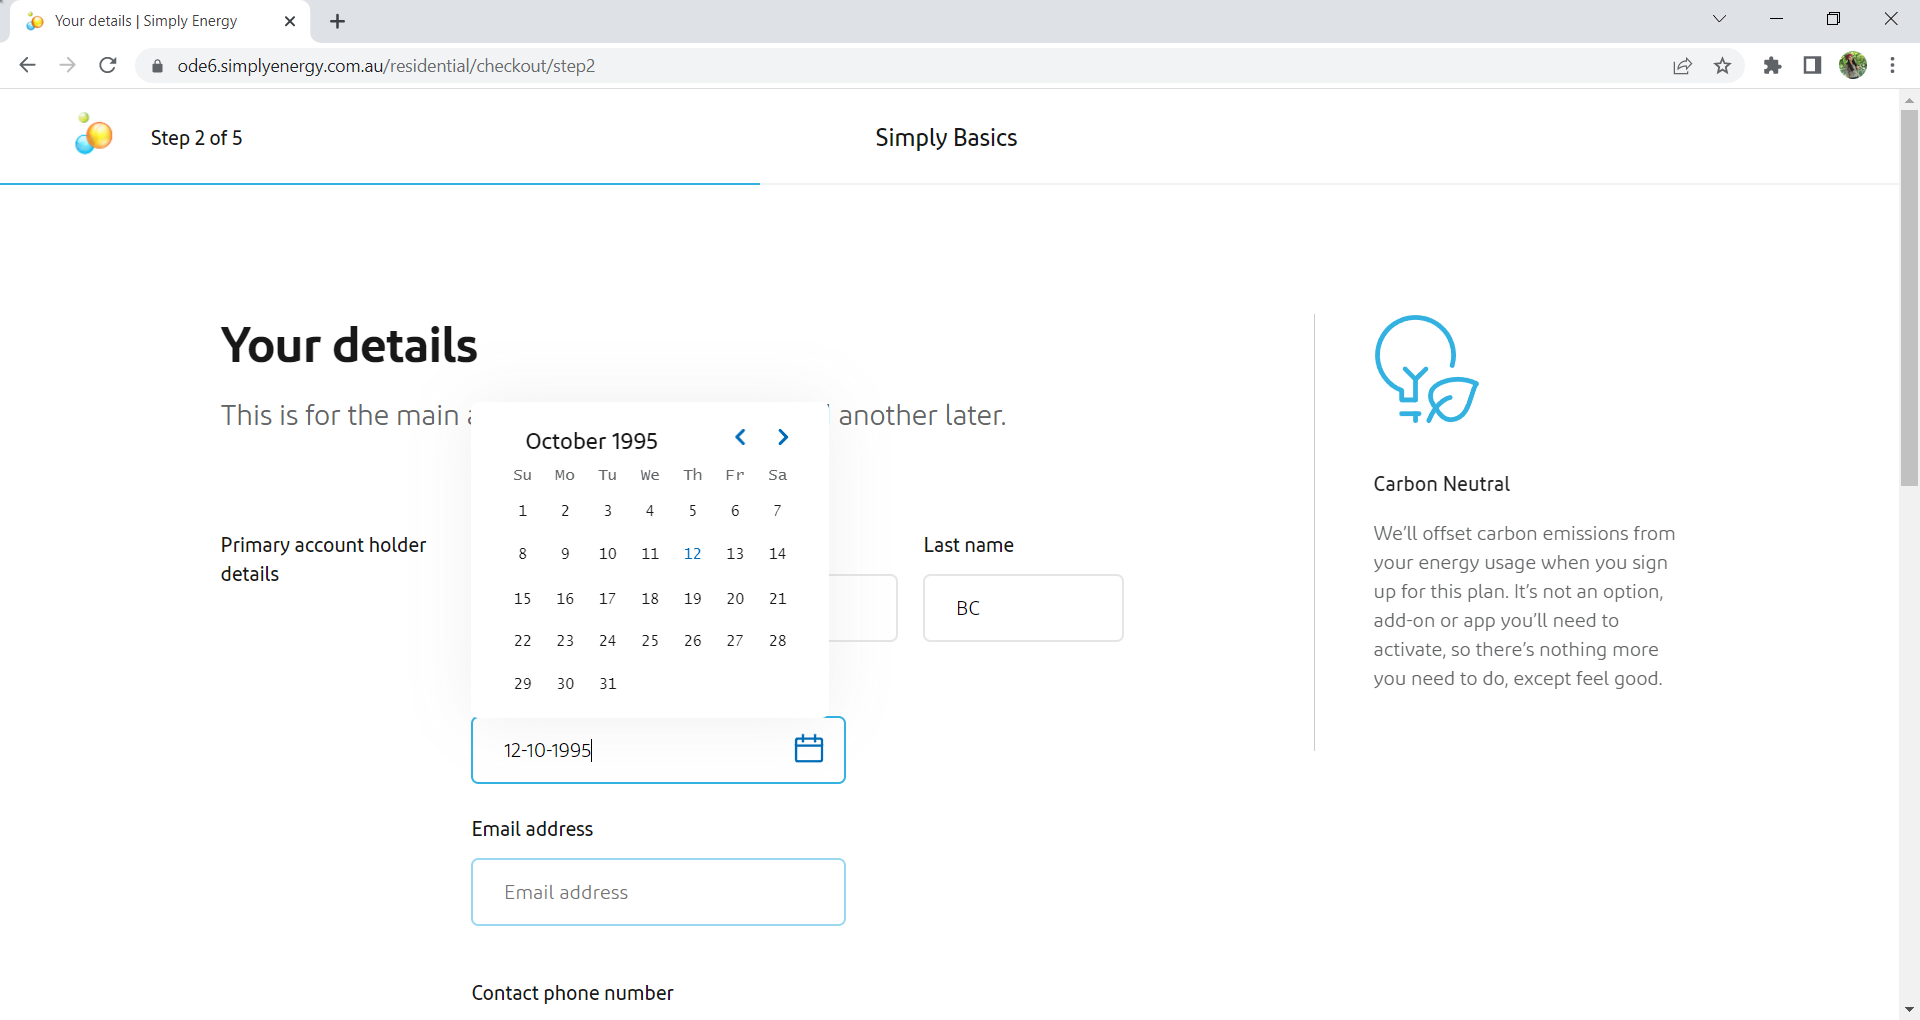 Your details | Simply Energy
ode6.simplyenergy.com.au/residential/checkout/step2
Step 2 of 5
Simply Basics
Your details
This is for the main
another later.
October 1995
Su Mo Tu We Th Fr Sa
1 2 3 4 5 6 7
8 9 10 11 12 13 14
15 16 17 18 19 20 21
22 23 24 25 26 27 28
29 30 31
Primary account holder
details
Last name
BC
12-10-1995
Email address
Email address
Contact phone number
Carbon Neutral
We'll offset carbon emissions from
your energy usage when you sign
up for this plan. It's not an option,
add-on or app you'll need to
activate, so there's nothing more
you need to do, except feel good.